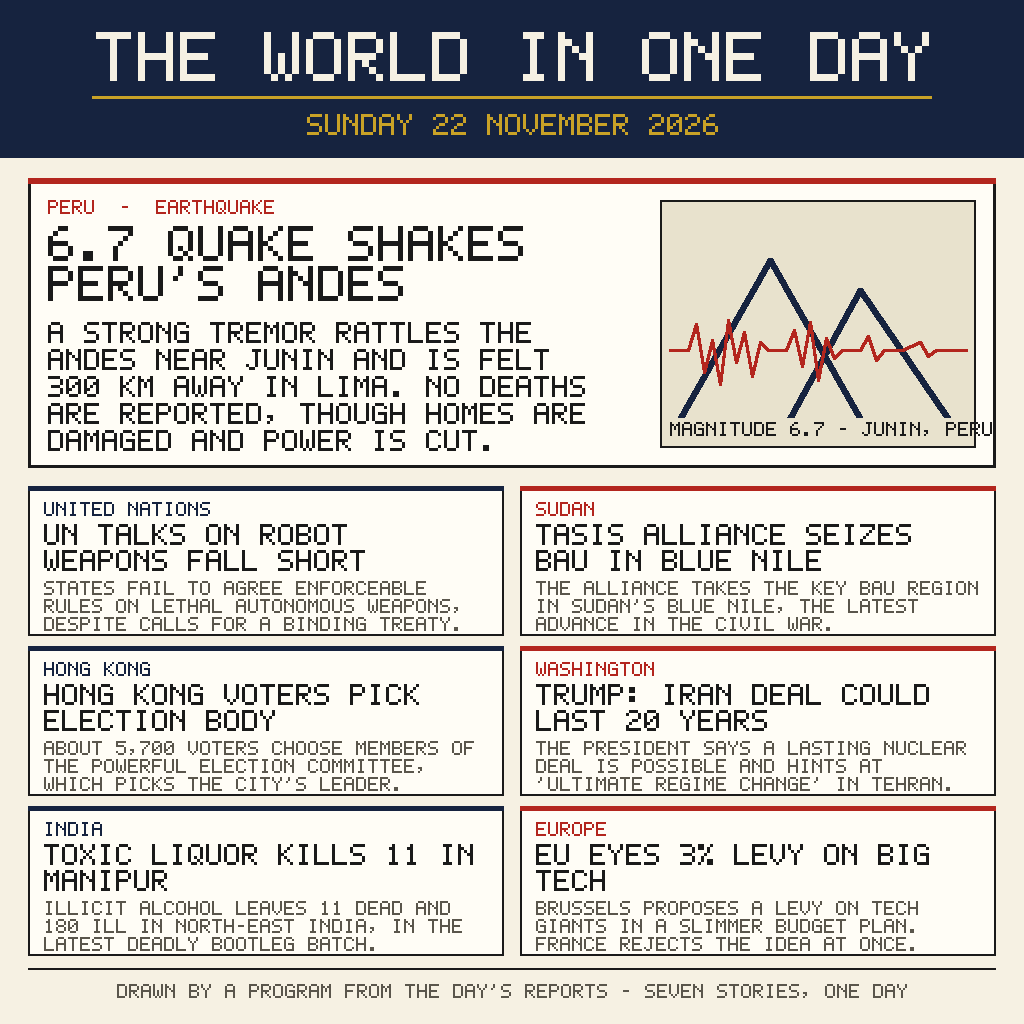 THE WORLD IN ONE DAY
SUNDAY 22 NOVEMBER 2026
PERU - EARTHQUAKE
6.7 QUAKE SHAKES
PERU'S ANDES
A STRONG TREMOR RATTLES THE
ANDES NEAR JUNIN AND IS FELT
300 KM AWAY IN LIMA. NO DEATHS
ARE REPORTED, THOUGH HOMES ARE
DAMAGED AND POWER IS CUT.
MAGNITUDE 6.7 - JUNIN, PERU
UNITED NATIONS
UN TALKS ON ROBOT
WEAPONS FALL SHORT
STATES FAIL TO AGREE ENFORCEABLE
RULES ON LETHAL AUTONOMOUS WEAPONS,
DESPITE CALLS FOR A BINDING TREATY.
SUDAN
TASIS ALLIANCE SEIZES
BAU IN BLUE NILE
THE ALLIANCE TAKES THE KEY BAU REGION
IN SUDAN'S BLUE NILE, THE LATEST
ADVANCE IN THE CIVIL WAR.
HONG KONG
HONG KONG VOTERS PICK
ELECTION BODY
ABOUT 5,700 VOTERS CHOOSE MEMBERS OF
THE POWERFUL ELECTION COMMITTEE,
WHICH PICKS THE CITY'S LEADER.
WASHINGTON
TRUMP: IRAN DEAL COULD
LAST 20 YEARS
THE PRESIDENT SAYS A LASTING NUCLEAR
DEAL IS POSSIBLE AND HINTS AT
'ULTIMATE REGIME CHANGE' IN TEHRAN.
INDIA
TOXIC LIQUOR KILLS 11 IN
MANIPUR
ILLICIT ALCOHOL LEAVES 11 DEAD AND
180 ILL IN NORTH-EAST INDIA, IN THE
LATEST DEADLY BOOTLEG BATCH.
EUROPE
EU EYES 3% LEVY ON BIG
TECH
BRUSSELS PROPOSES A LEVY ON TECH
GIANTS IN A SLIMMER BUDGET PLAN.
FRANCE REJECTS THE IDEA AT ONCE.
DRAWN BY A PROGRAM FROM THE DAY'S REPORTS - SEVEN STORIES, ONE DAY